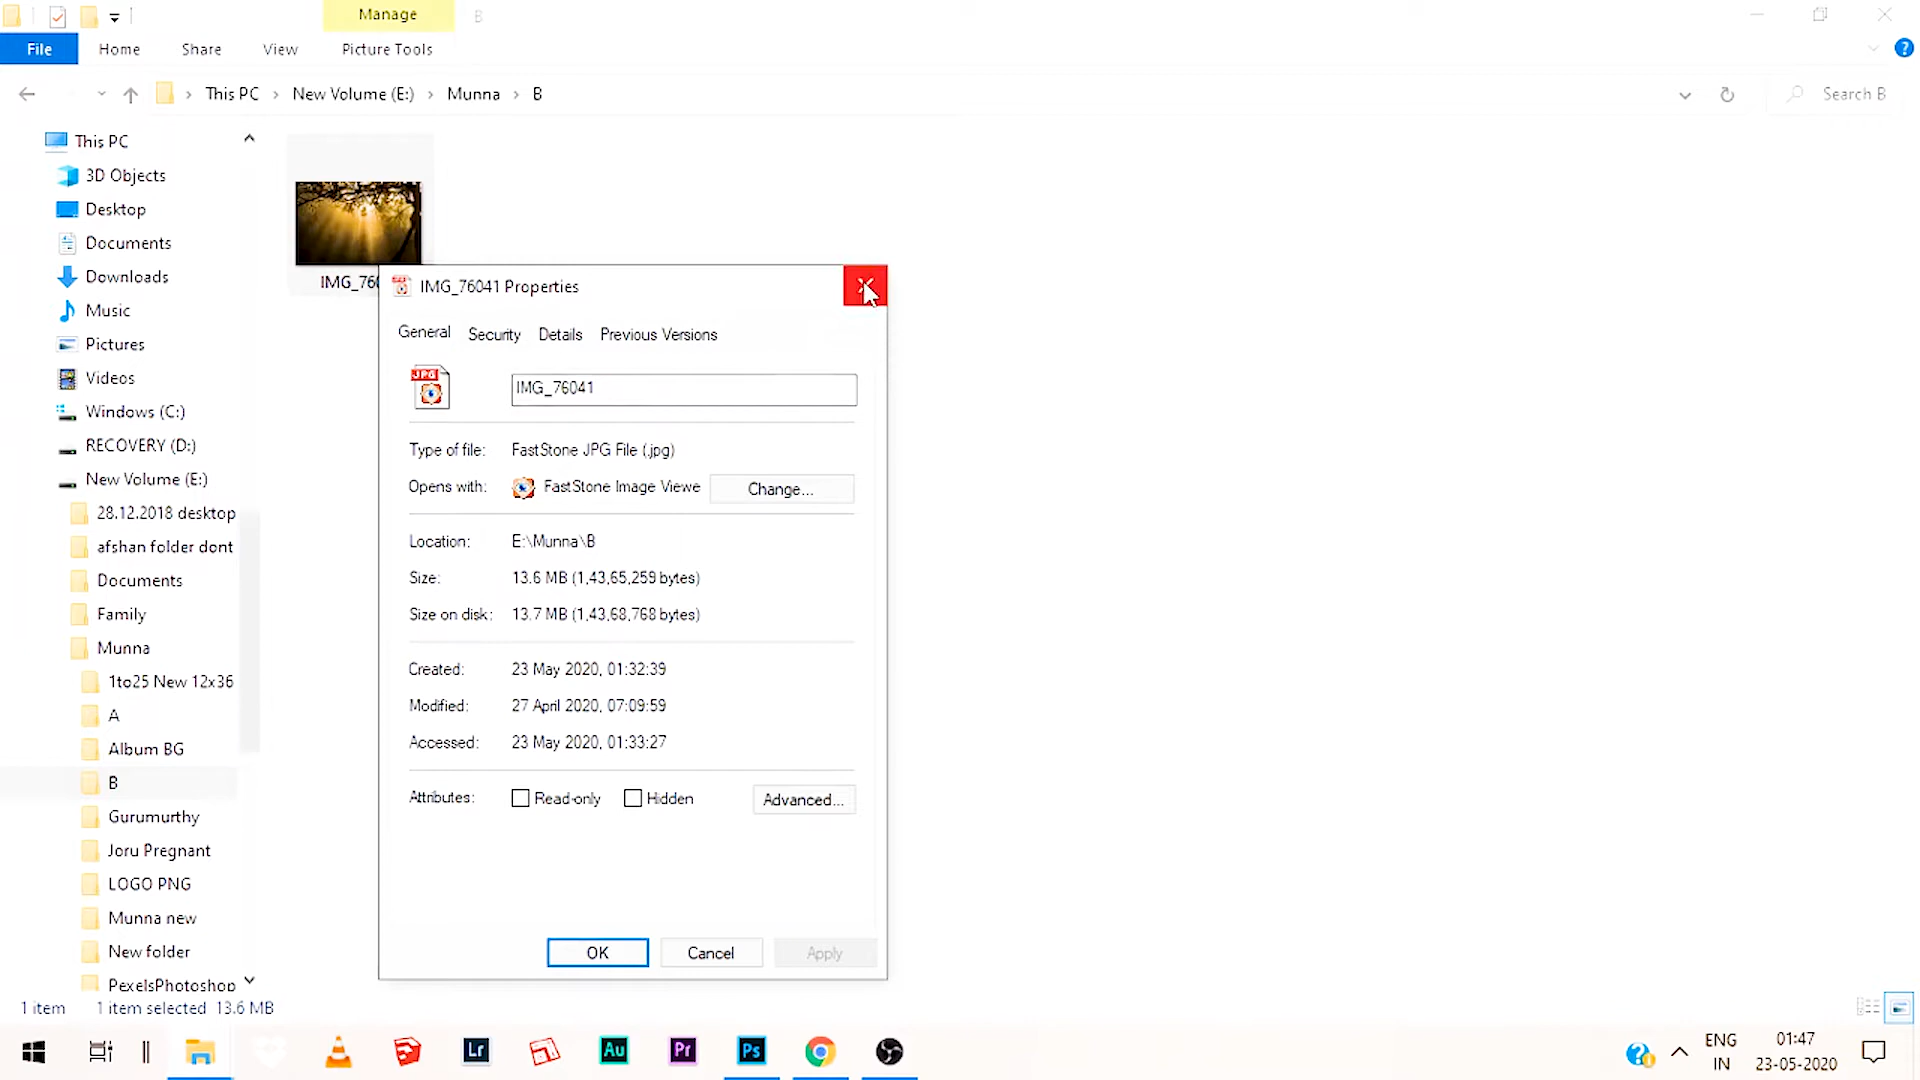 Manage
B
File
Home
Share
View
Picture Tools
This PC
New Volume (E:)
Munna
B
Search B
This PC
3D Objects
Desktop
Documents
Downloads
Music
Pictures
Videos
Windows (C:)
RECOVERY (D:)
New Volume (E:)
28.12.2018 desktop
afshan folder dont
Documents
Family
Munna
1to25 New 12x36
A
Album BG
B
Gurumurthy
Joru Pregnant
LOGO PNG
Munna new
New folder
PexelsPhotoshop
IMG_760
IMG_76041 Properties
General
Security
Details
Previous Versions
JPG
IMG_76041
Type of file: FastStone JPG File (.jpg)
Opens with: FastStone Image Viewe
Change...
Location: E:\Munna\B
Size: 13.6 MB (1,43,65,259 bytes)
Size on disk: 13.7 MB (1,43,68,768 bytes)
Created: 23 May 2020, 01:32:39
Modified: 27 April 2020, 07:09:59
Accessed: 23 May 2020, 01:33:27
Attributes: Read-only Hidden
Advanced...
OK
Cancel
Apply
1 item 1 item selected 13.6 MB
Lr
Au
Pr
Ps
ENG
IN
01:47
23-05-2020